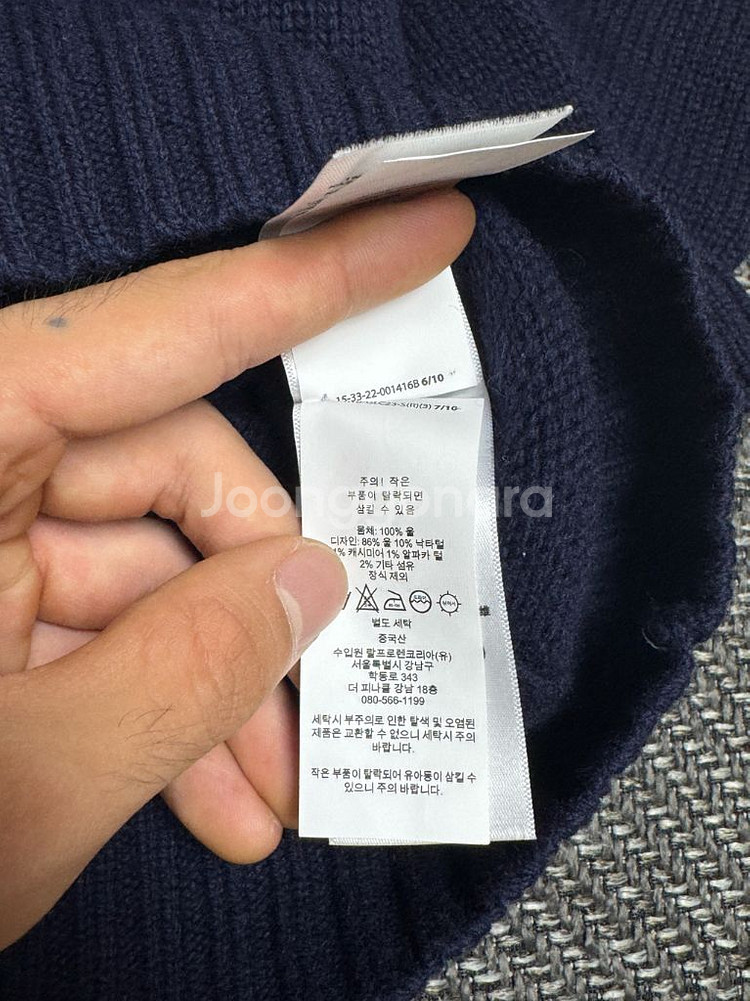 15-33-22-001416B 6/10
7/10
주의! 작은
부품이 탈락되면
삼킬 수 있음
몸체: 100% 울
디자인: 86% 울 10% 낙타털
1% 캐시미어 1% 알파카 털
2% 기타 섬유
장식 제외
별도 세탁
중국산
수입원 랄프로렌코리아(유)
서울특별시 강남구
학동로 343
더 피나클 강남 18층
080-566-1199
세탁시 부주의로 인한 탈색 및 오염된
제품은 교환할 수 없으니 세탁시 주의
바랍니다.
작은 부품이 탈락되어 유아동이 삼킬 수
있으니 주의 바랍니다.
Joongonara